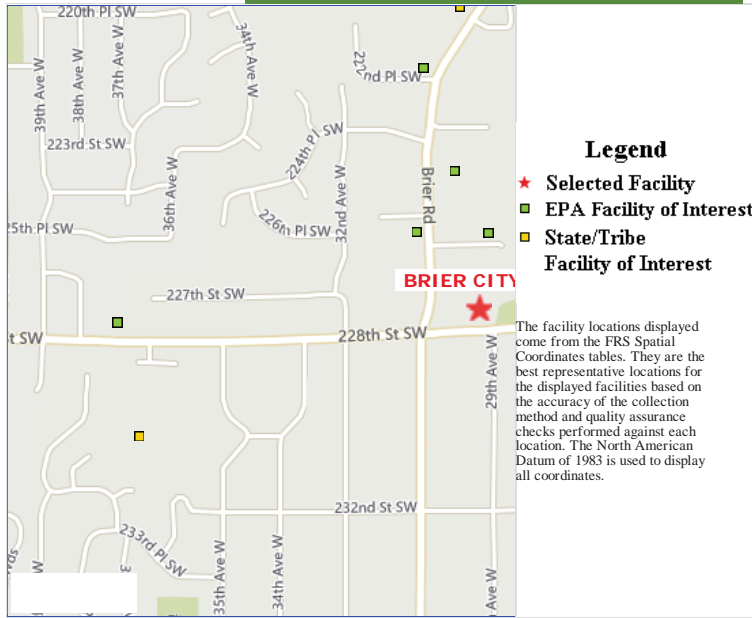 220th Pl SW
34th Ave W
39th Ave W
38th Ave W
37th Ave W
222nd Pl SW
223rd St SW
224th Pl SW
36th Ave W
32nd Ave W
Brier Rd
25th Pl SW
226th Pl SW
BRIER CITY
227th St SW
t SW
228th St SW
29th Ave W
232nd St SW
233rd Pl SW
35th Ave W
34th Ave W
W
3
Ave W
Legend
Selected Facility
EPA Facility of Interest
State/Tribe
Facility of Interest
The facility locations displayed
come from the FRS Spatial
Coordinates tables. They are the
best representative locations for
the displayed facilities based on
the accuracy of the collection
method and quality assurance
checks performed against each
location. The North American
Datum of 1983 is used to display
all coordinates.